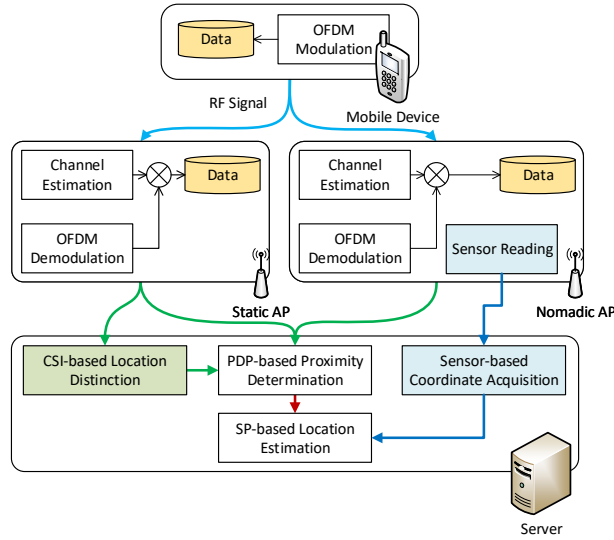 Data
OFDM
Modulation
RF Signal
Mobile Device
Channel
Estimation
Data
OFDM
Demodulation
Static AP
Channel
Estimation
Data
OFDM
Demodulation
Sensor Reading
Nomadic AP
CSI-based Location
Distinction
PDP-based Proximity
Determination
Sensor-based
Coordinate Acquisition
SP-based Location
Estimation
Server